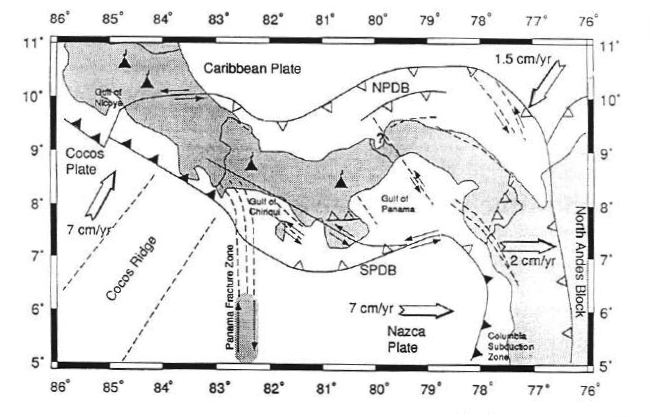 86° 85° 84° 83° 82° 81° 80° 79° 78° 77° 76°
11° 11°
Caribbean Plate
1.5 cm/yr
NPDB
Gulf of
Nicoya
10° 10°
?
9° 9°
Cocos
Plate
8° 8°
Gulf of
Chiriqui
Gulf of
Panama
7 cm/yr
7° 7°
2 cm/yr
North Andes Block
Cocos Ridge
SPDB
Panama Fracture Zone
6° 6°
7 cm/yr
Nazca
Plate
Columbia
Subduction
Zone
5° 5°
86° 85° 84° 83° 82° 81° 80° 79° 78° 77° 76°